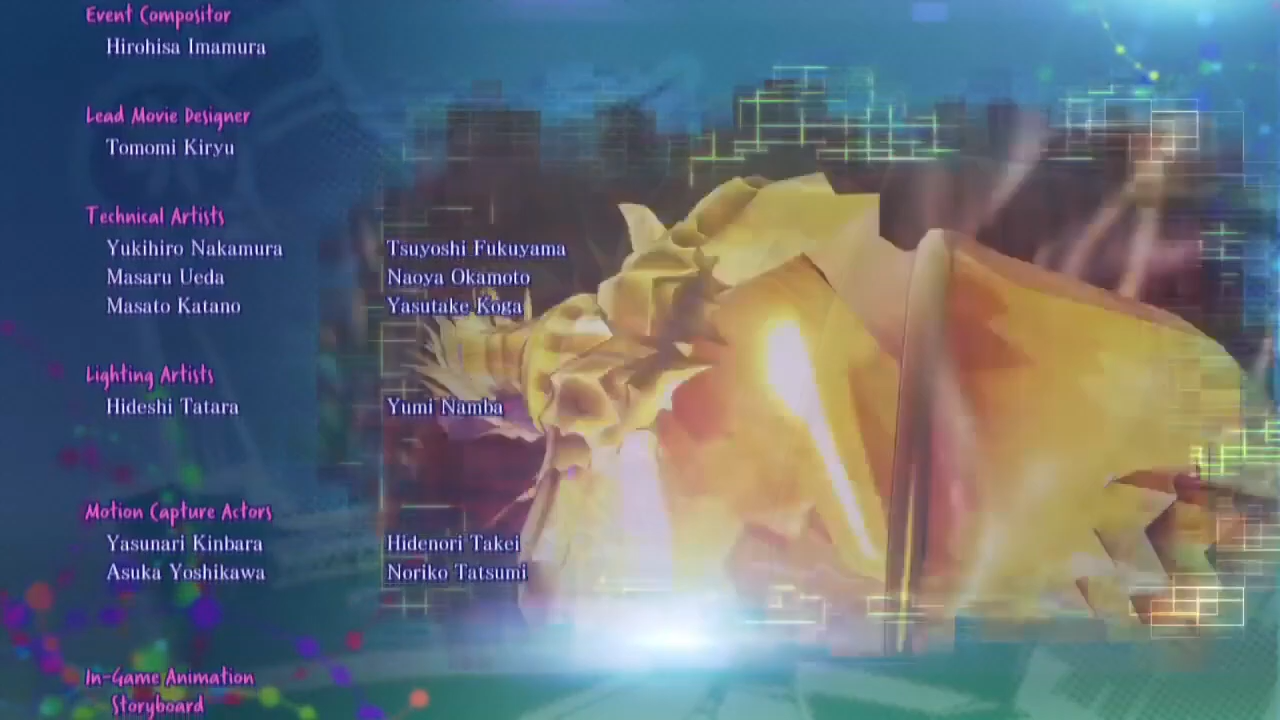 Event Compositor
Hirohisa Imamura
Lead Movie Designer
Tomomi Kiryu
Technical Artists
Yukihiro Nakamura Tsuyoshi Fukuyama
Masaru Ueda Naoya Okamoto
Masato Katano Yasutake Koga
Lighting Artists
Hideshi Tatara Yumi Namba
Motion Capture Actors
Yasunari Kinbara Hidenori Takei
Asuka Yoshikawa Noriko Tatsumi
In-Game Animation
Storyboard